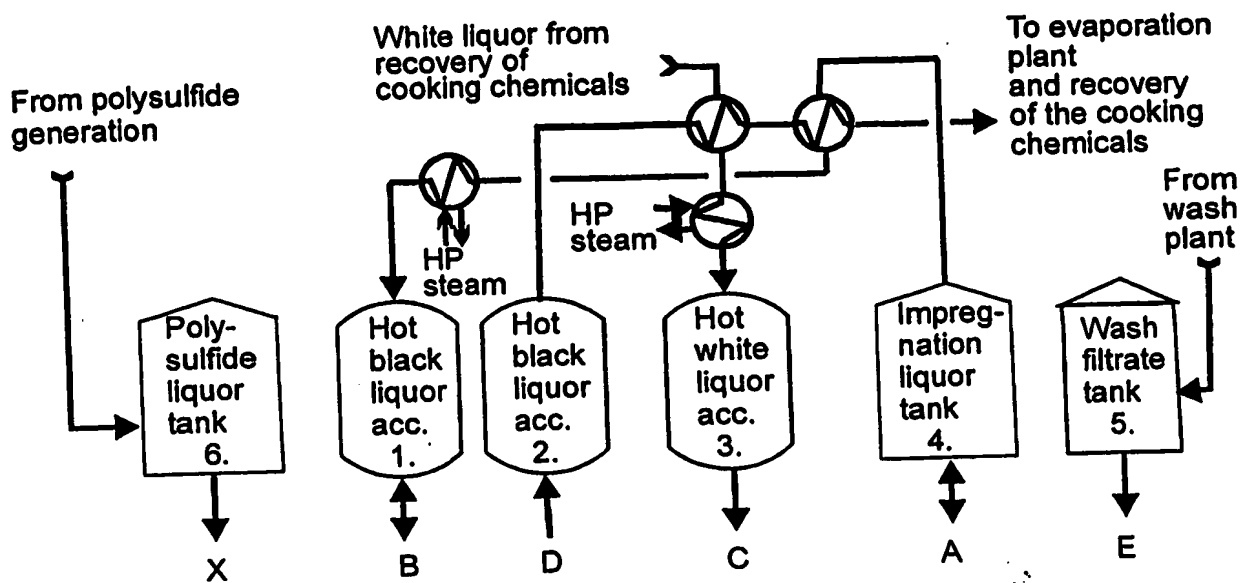 From polysulfide
generation
White liquor from
recovery of
cooking chemicals
To evaporation
plant
and recovery
of the cooking
chemicals
From
wash
plant
HP
steam
HP
steam
Poly-
sulfide
liquor
tank
6.
Hot
black
liquor
acc.
1.
Hot
black
liquor
acc.
2.
Hot
white
liquor
acc.
3.
Impreg-
nation
liquor
tank
4.
Wash
filtrate
tank
5.
X
B
D
C
A
E